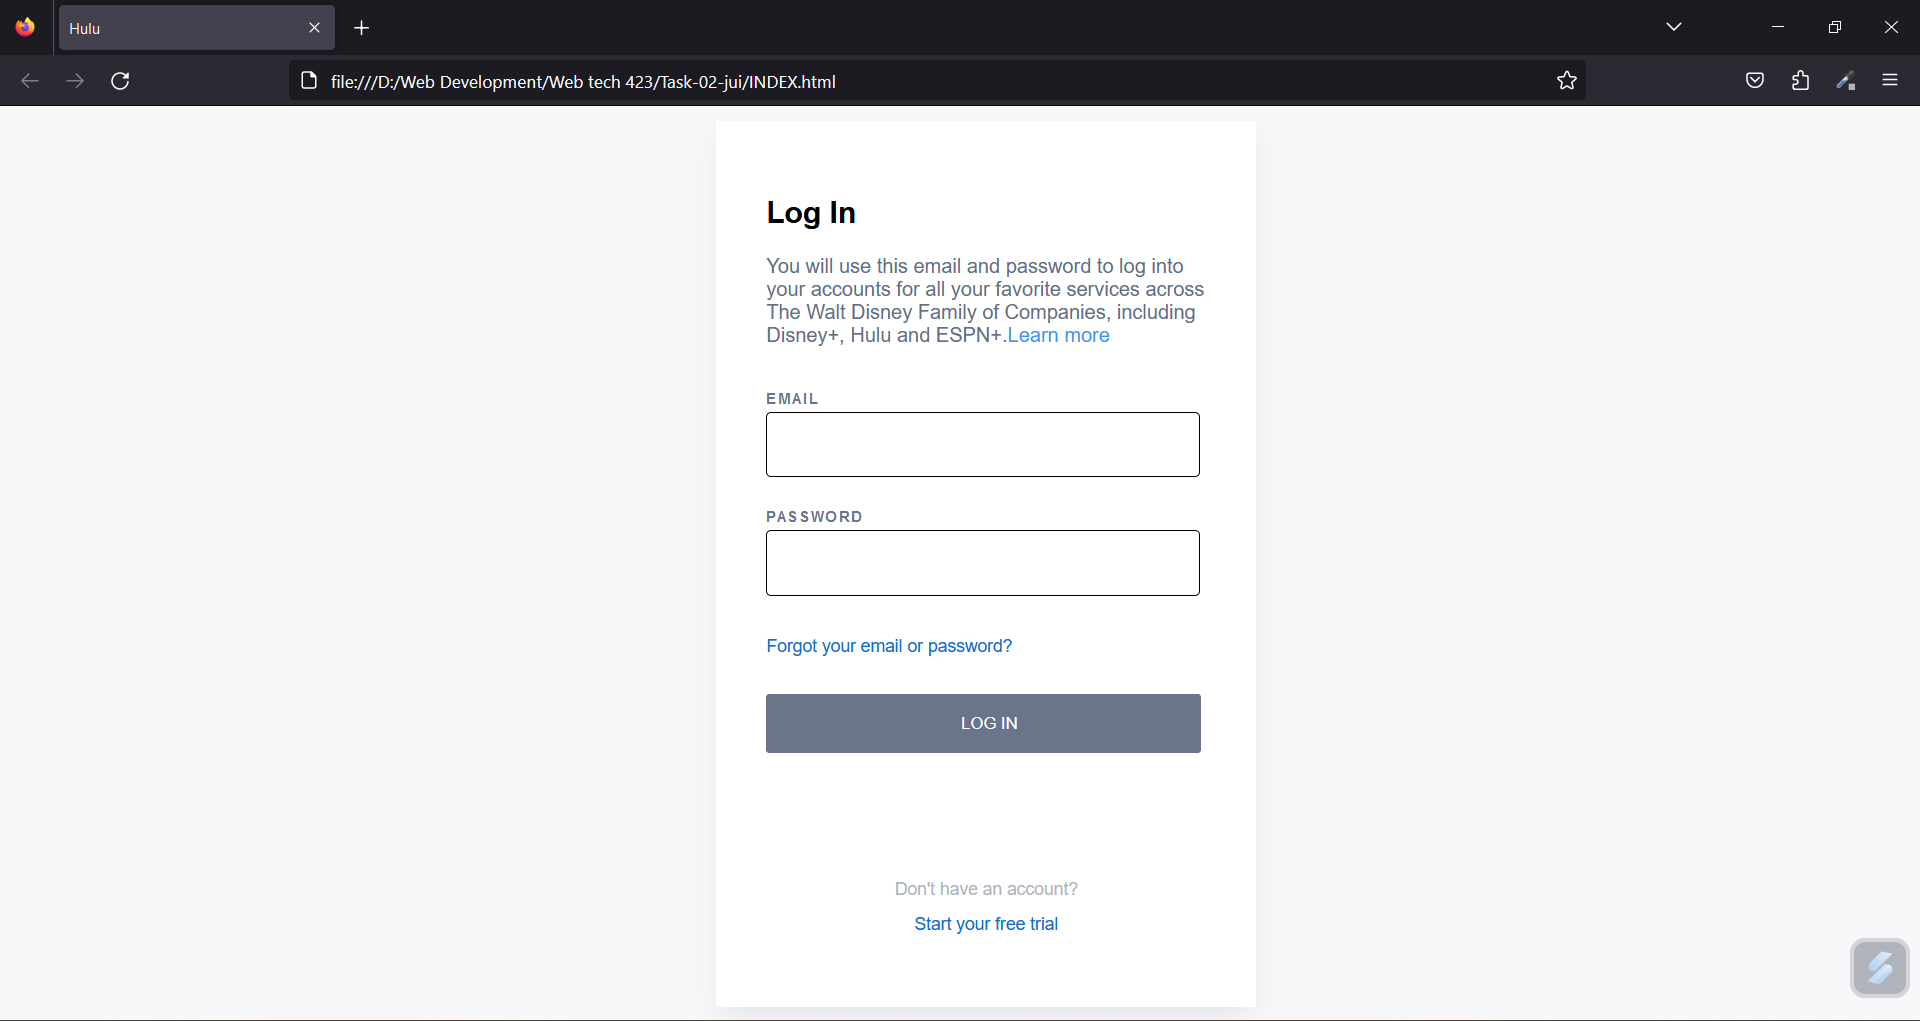 Hulu
file:///D:/Web Development/Web tech 423/Task-02-jui/INDEX.html
Log In
You will use this email and password to log into
your accounts for all your favorite services across
The Walt Disney Family of Companies, including
Disney+, Hulu and ESPN+.Learn more
EMAIL
PASSWORD
Forgot your email or password?
LOG IN
Don't have an account?
Start your free trial